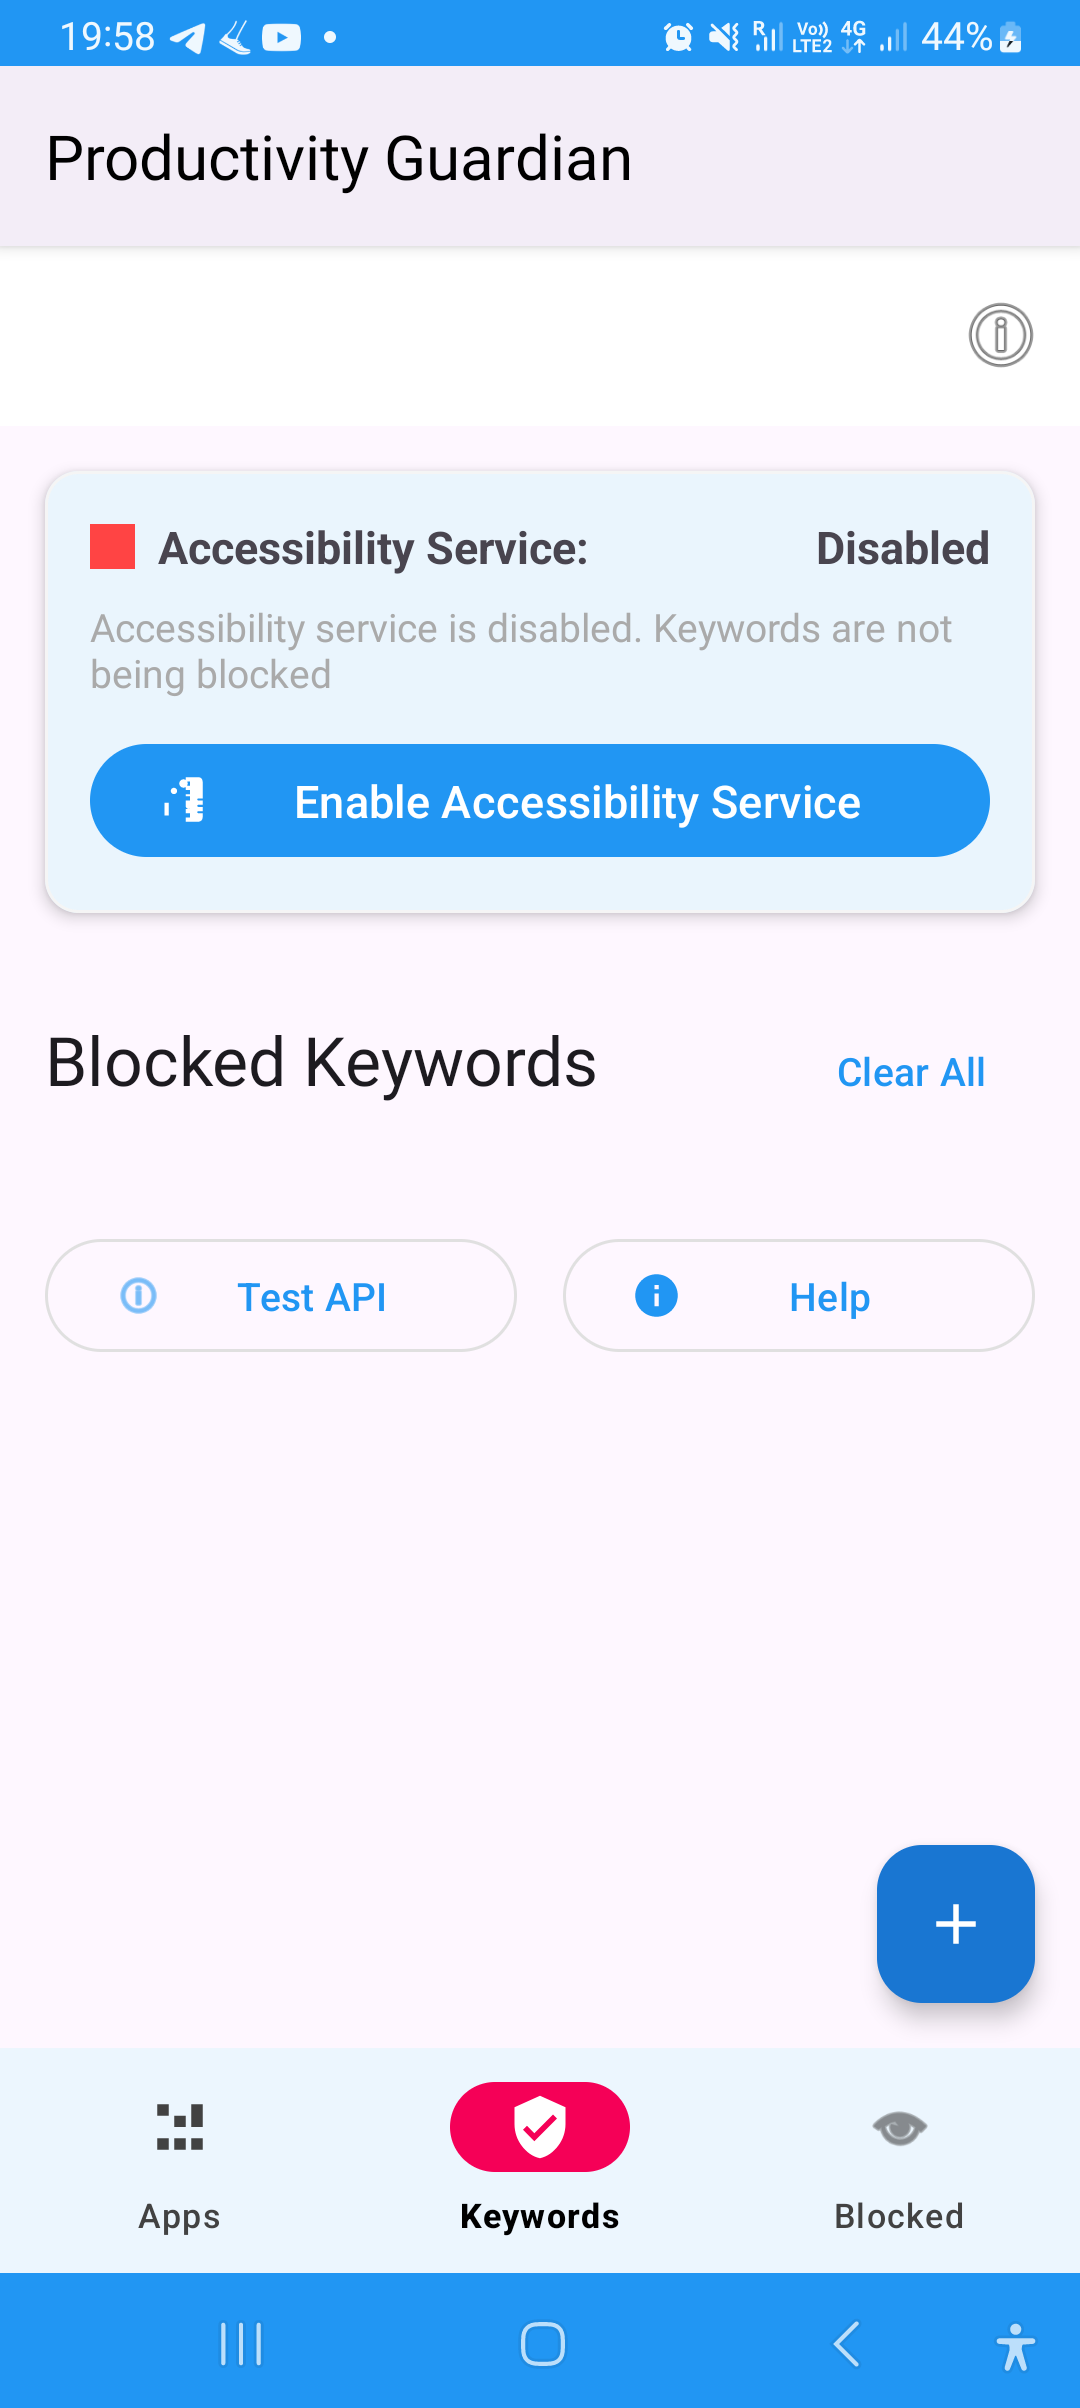 19:58
R Vo)) LTE2 4G 44%
Productivity Guardian
Accessibility Service: Disabled
Accessibility service is disabled. Keywords are not
being blocked
Enable Accessibility Service
Blocked Keywords
Clear All
Test API
Help
Apps
Keywords
Blocked